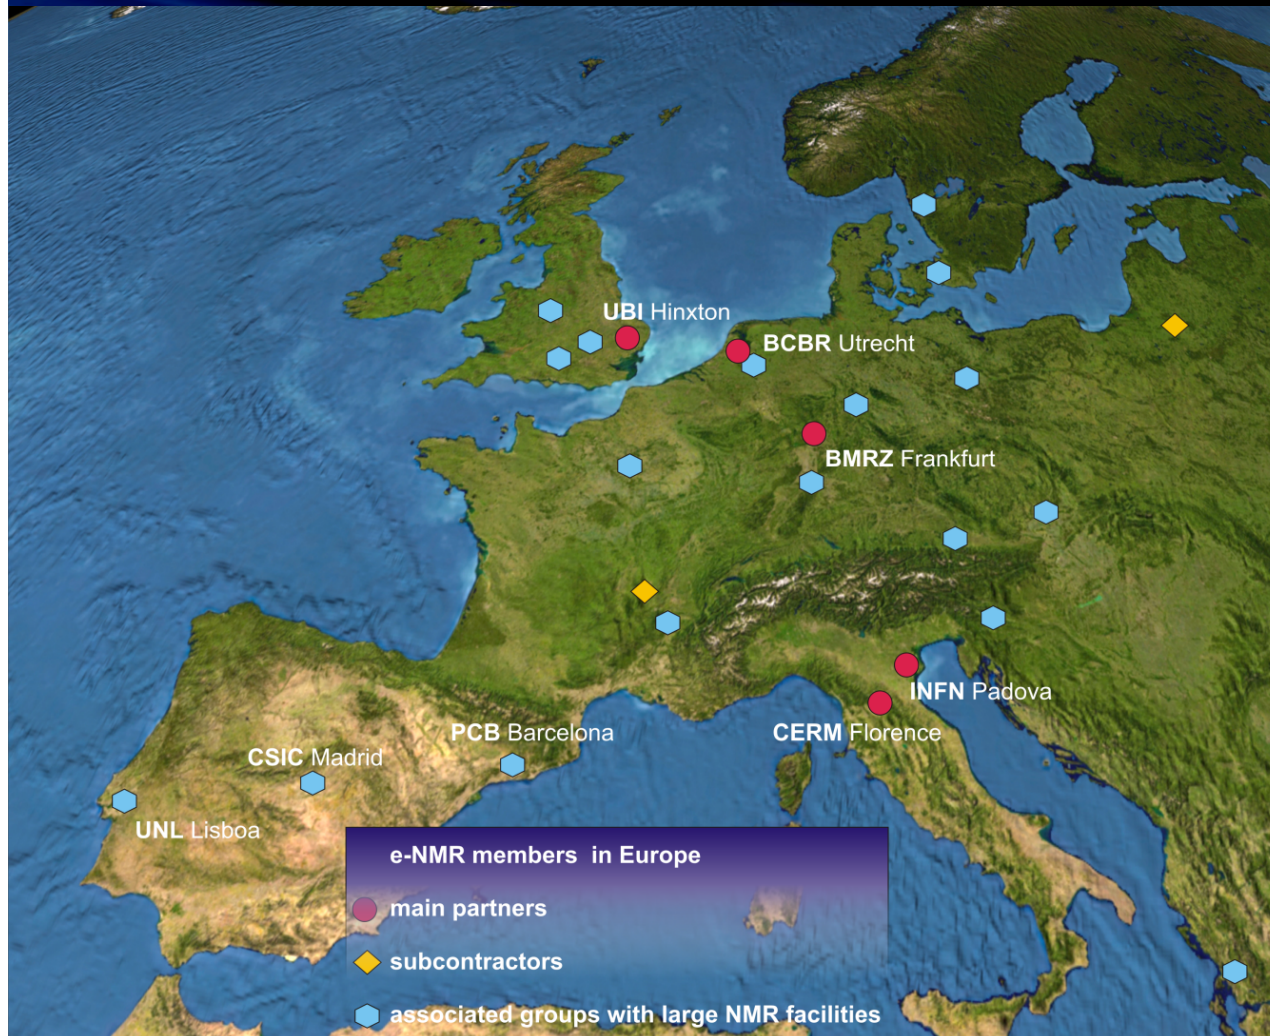 UBI Hinxton
BCBR Utrecht
BMRZ Frankfurt
INFN Padova
PCB Barcelona
CERM Florence
CSIC Madrid
UNL Lisboa
e-NMR members in Europe
main partners
subcontractors
associated groups with large NMR facilities